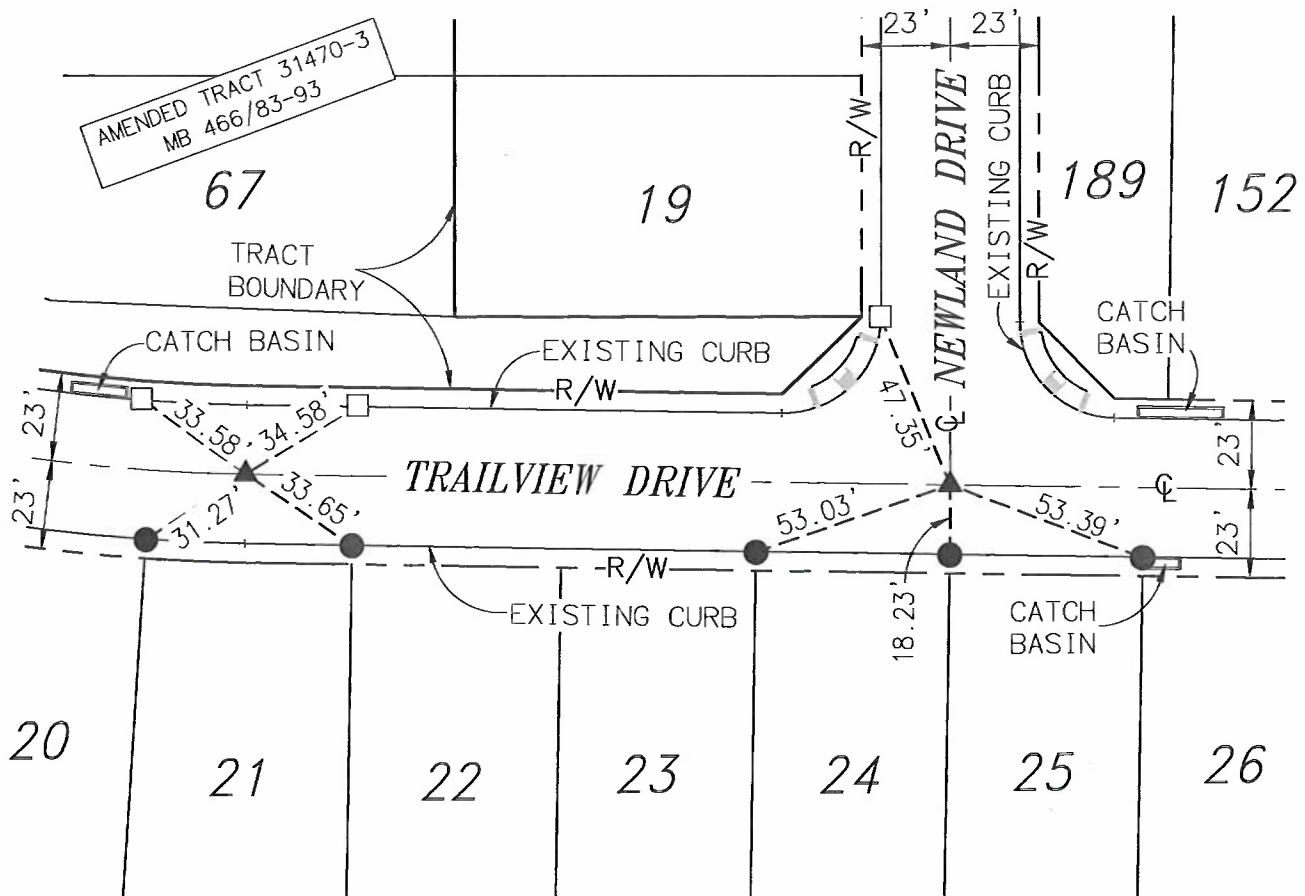 23'
23'
AMENDED TRACT 31470-3
MB 466/83-93
67
19
189
152
R/W
NEWLAND DRIVE
EXISTING CURB
R/W
TRACT
BOUNDARY
CATCH BASIN
EXISTING CURB
CATCH
BASIN
R/W
23'
23'
33.58'
34.58'
47.35'
℄
TRAILVIEW DRIVE
℄
23'
23'
31.27'
33.65'
53.03'
53.39'
18.23'
R/W
EXISTING CURB
CATCH
BASIN
20
21
22
23
24
25
26